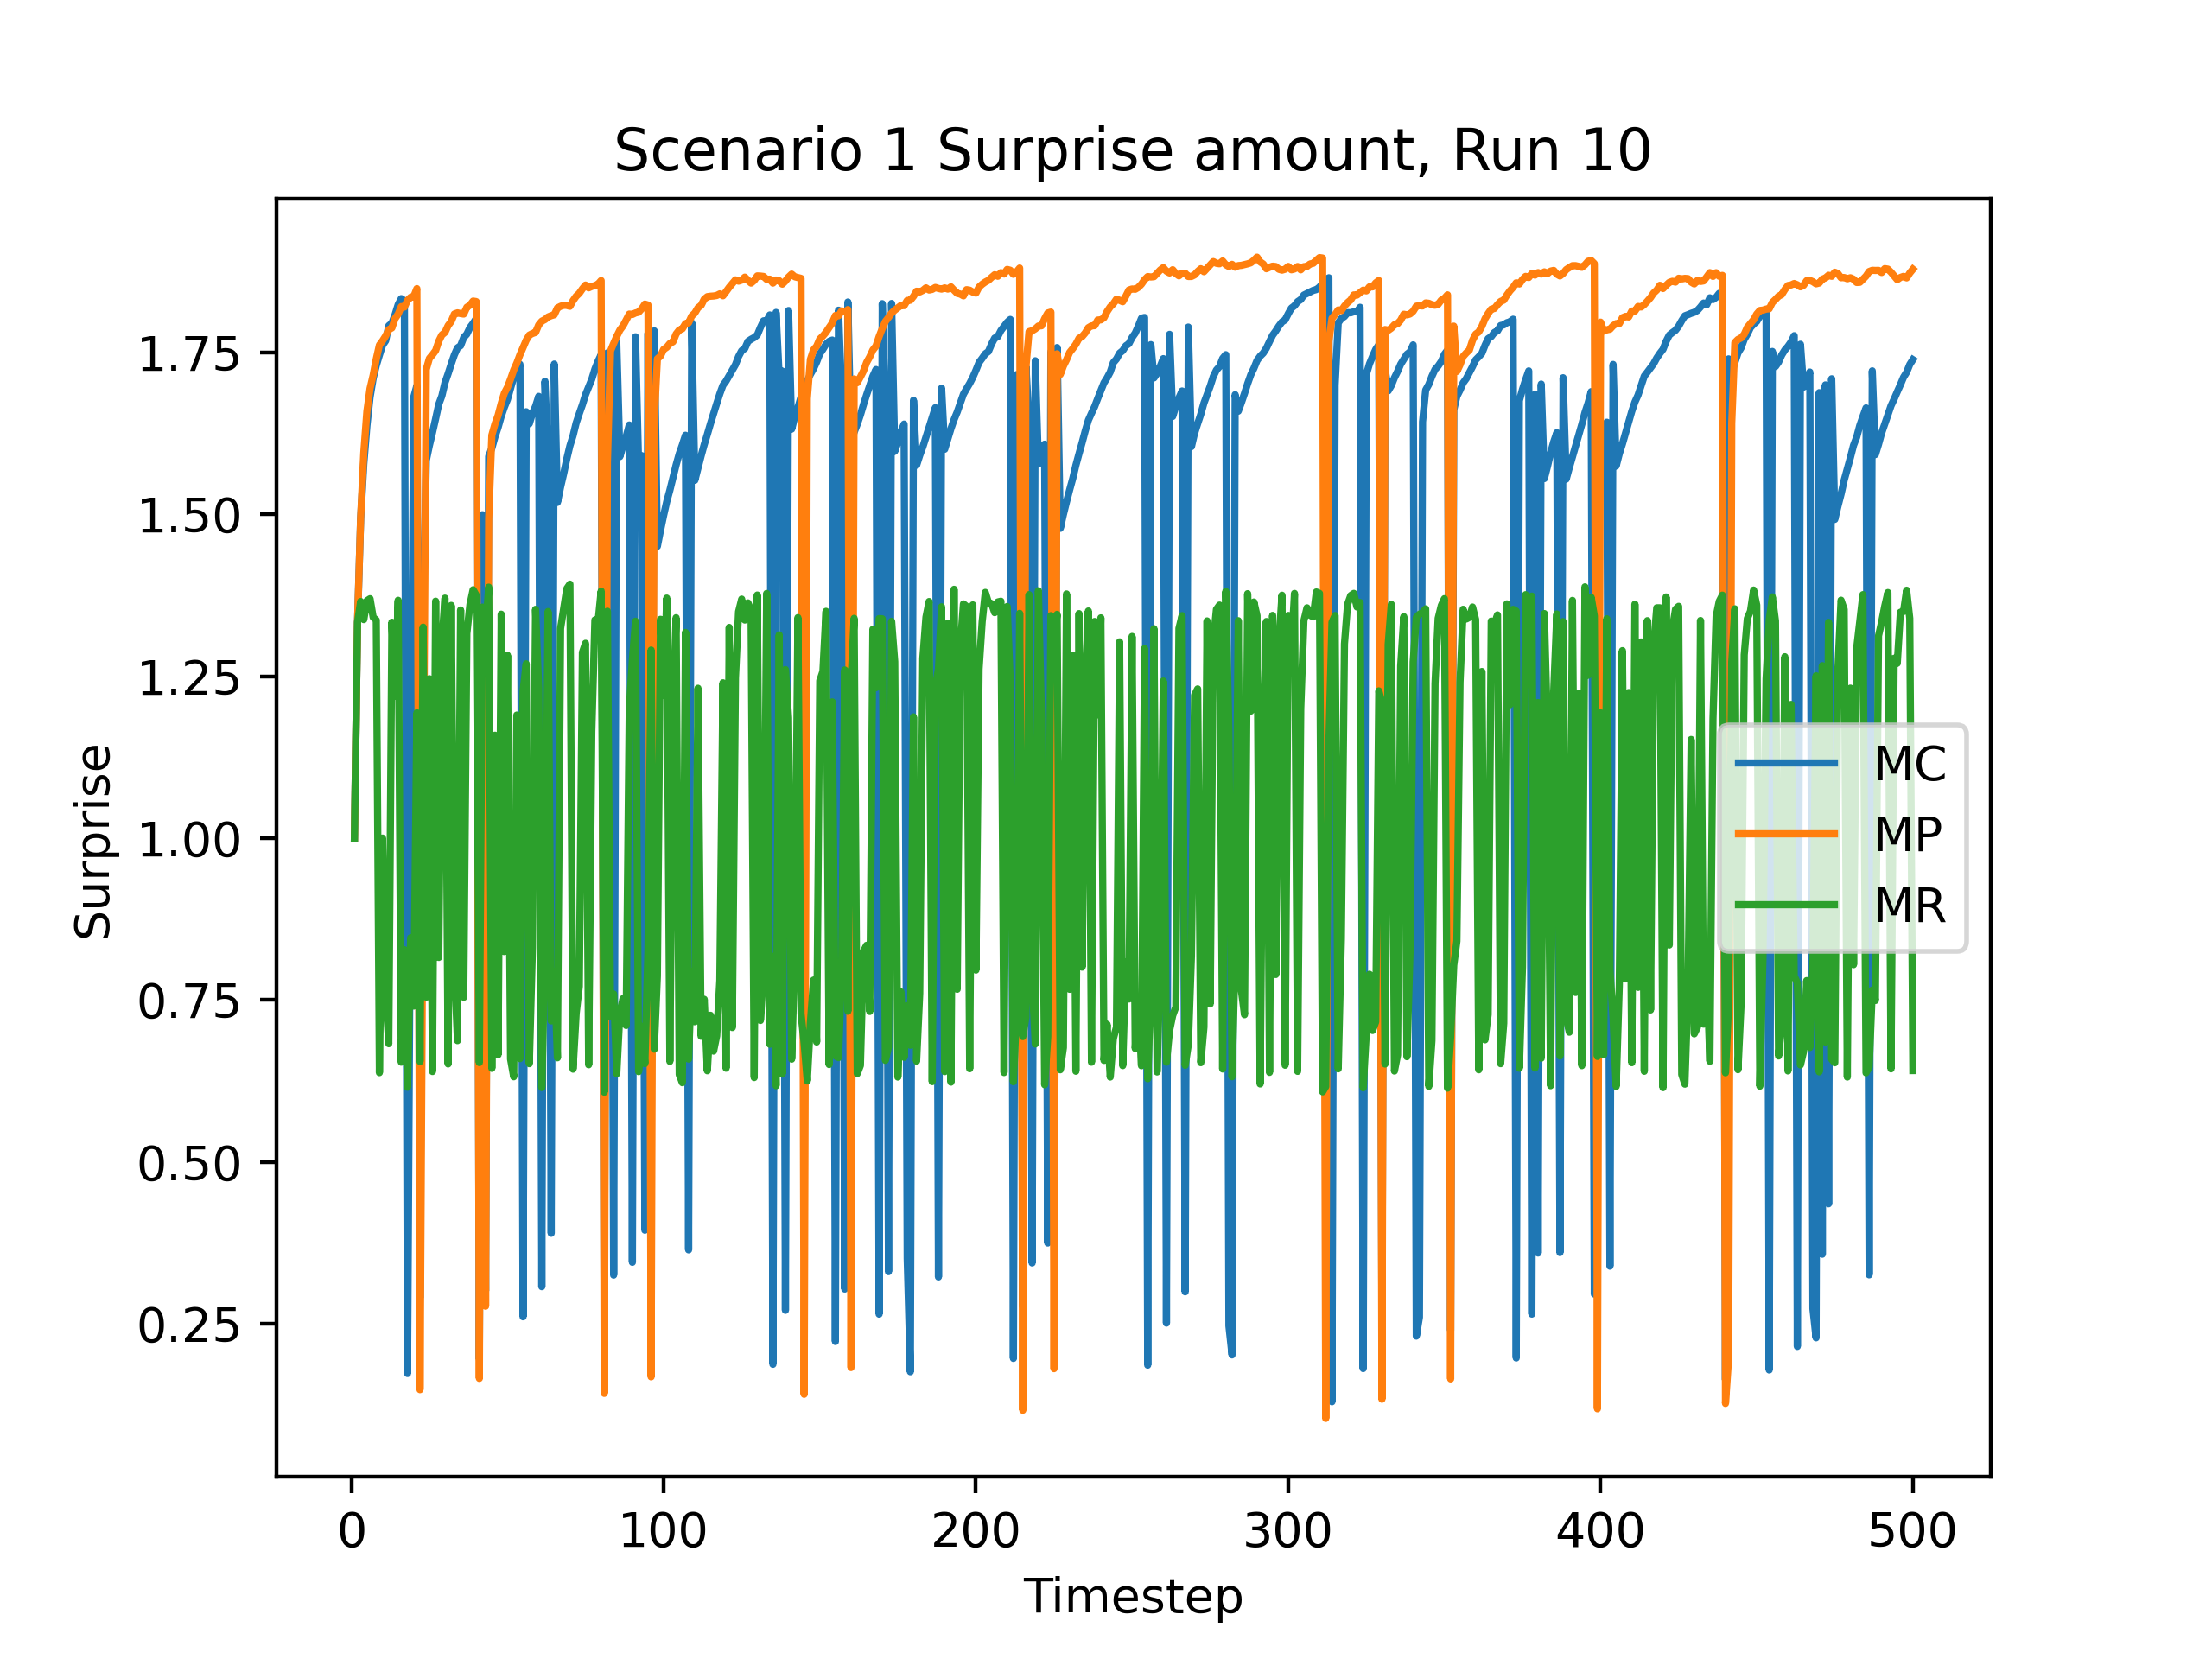 Scenario 1 Surprise amount, Run 10
Surprise
1.75
1.50
1.25
1.00
0.75
0.50
0.25
MC
MP
MR
0 100 200 300 400 500
Timestep